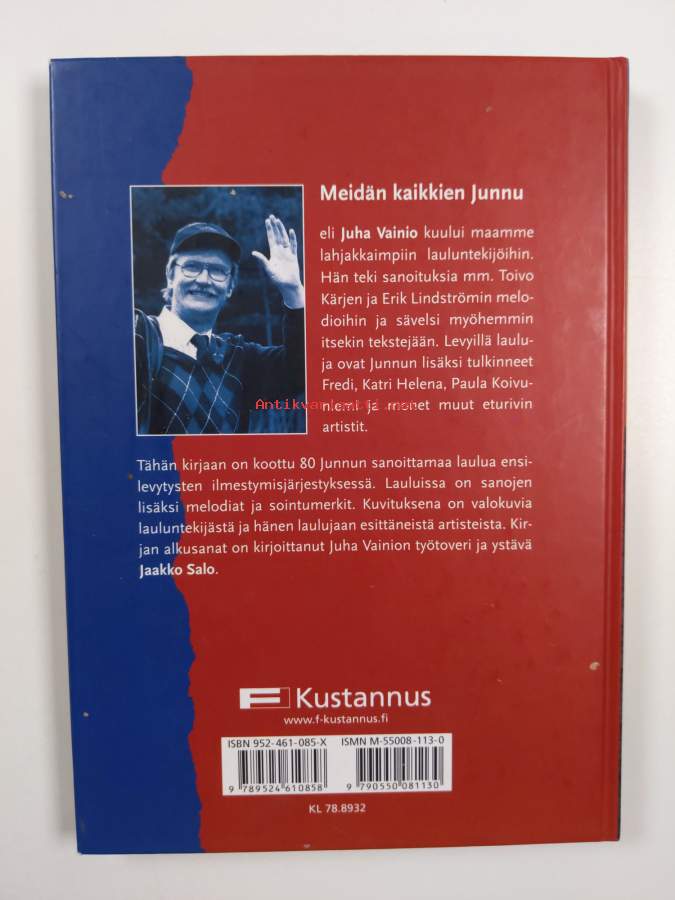 Meidän kaikkien Junnu
eli Juha Vainio kuului maamme
lahjakkaimpiin lauluntekijöihin.
Hän teki sanoituksia mm. Toivo
Kärjen ja Erik Lindströmin melo-
dioihin ja sävelsi myöhemmin
itsekin tekstejään. Levyillä laulu-
ja ovat Junnun lisäksi tulkinneet
Fredi, Katri Helena, Paula Koivu-
niemi ja monet muut eturivin
artistit.
Antikvariaatti.net
Tähän kirjaan on koottu 80 Junnun sanoittamaa laulua ensi-
levytysten ilmestymisjärjestyksessä. Lauluissa on sanojen
lisäksi melodiat ja sointumerkit. Kuvituksena on valokuvia
lauluntekijästä ja hänen laulujaan esittäneistä artisteista. Kir-
jan alkusanat on kirjoittanut Juha Vainion työtoveri ja ystävä
Jaakko Salo.
F Kustannus
www.f-kustannus.fi
ISBN 952-461-085-X
ISMN M-55008-113-0
9 789524 610858
9 790550 081130
KL 78.8932